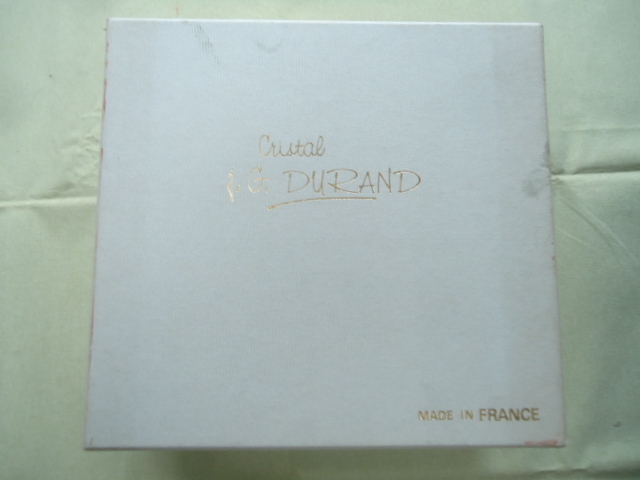 Cristal
J. G. DURAND
MADE IN FRANCE